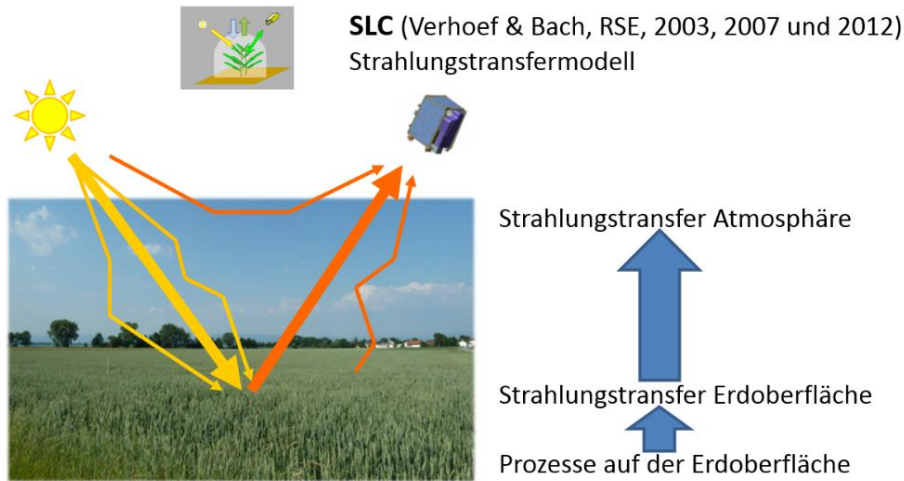 SLC (Verhoef & Bach, RSE, 2003, 2007 und 2012)
Strahlungstransfermodell
Strahlungstransfer Atmosphäre
Strahlungstransfer Erdoberfläche
Prozesse auf der Erdoberfläche